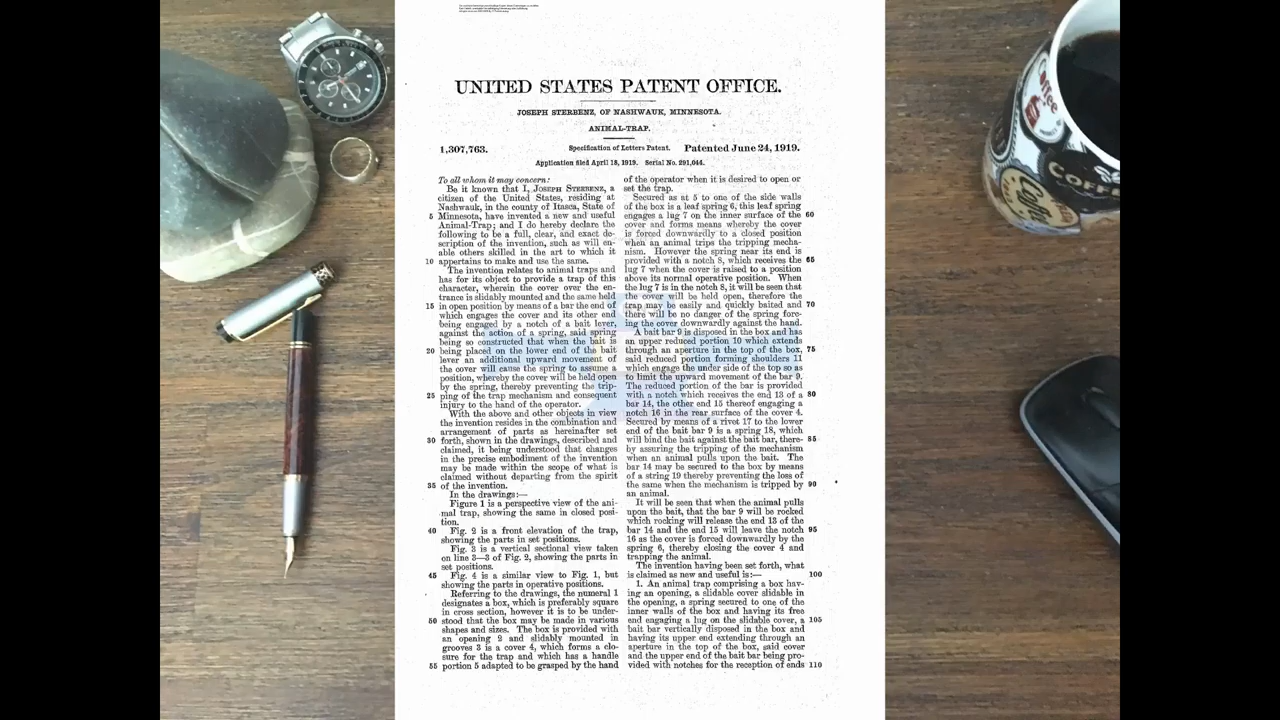 UNITED STATES PATENT OFFICE.
JOSEPH STERBENZ, OF NASHWAUK, MINNESOTA.
ANIMAL-TRAP.
1,307,763.
Specification of Letters Patent.
Patented June 24, 1919.
Application filed April 18, 1919. Serial No. 291,044.
To all whom it may concern:
Be it known that I, JOSEPH STERBENZ, a
citizen of the United States, residing at
Nashwauk, in the county of Itasca, State of
5 Minnesota, have invented a new and useful
Animal-Trap; and I do hereby declare the
following to be a full, clear, and exact de-
scription of the invention, such as will en-
able others skilled in the art to which it
10 appertains to make and use the same.
The invention relates to animal traps and
has for its object to provide a trap of this
character, wherein the cover over the en-
trance is slidably mounted and the same held
15 in open position by means of a bar the end of
which engages the cover and its other end
being engaged by a notch of a bait lever,
against the action of a spring, said spring
being so constructed that when the bait is
20 being placed on the lower end of the bait
lever an additional upward movement of
the cover will cause the spring to assume a
position, whereby the cover will be held open
by the spring, thereby preventing the trip-
25 ping of the trap mechanism and consequent
injury to the hand of the operator.
With the above and other objects in view
the invention resides in the combination and
arrangement of parts as hereinafter set
30 forth, shown in the drawings, described and
claimed, it being understood that changes
in the precise embodiment of the invention
may be made within the scope of what is
claimed without departing from the spirit
35 of the invention.
In the drawings:—
Figure 1 is a perspective view of the ani-
mal trap, showing the same in closed posi-
tion.
40 Fig. 2 is a front elevation of the trap,
showing the parts in set positions.
Fig. 3 is a vertical sectional view taken
on line 3—3 of Fig. 2, showing the parts in
set positions.
45 Fig. 4 is a similar view to Fig. 1, but
showing the parts in operative positions.
Referring to the drawings, the numeral 1
designates a box, which is preferably square
in cross section, however it is to be under-
50 stood that the box may be made in various
shapes and sizes. The box is provided with
an opening 2 and slidably mounted in
grooves 3 is a cover 4, which forms a clo-
sure for the trap and which has a handle
55 portion 5 adapted to be grasped by the hand
of the operator when it is desired to open or
set the trap.
Secured as at 5 to one of the side walls
of the box is a leaf spring 6, this leaf spring
engages a lug 7 on the inner surface of the 60
cover and forms means whereby the cover
is forced downwardly to a closed position
when an animal trips the tripping mecha-
nism. However the spring near its end is
provided with a notch 8, which receives the 65
lug 7 when the cover is raised to a position
above its normal operative position. When
the lug 7 is in the notch 8, it will be seen that
the cover will be held open, therefore the
trap may be easily and quickly baited and 70
there will be no danger of the spring forc-
ing the cover downwardly against the hand.
A bait bar 9 is disposed in the box and has
an upper reduced portion 10 which extends
through an aperture in the top of the box, 75
said reduced portion forming shoulders 11
which engage the under side of the top so as
to limit the upward movement of the bar 9.
The reduced portion of the bar is provided
with a notch which receives the end 13 of a 80
bar 14, the other end 15 thereof engaging a
notch 16 in the rear surface of the cover 4.
Secured by means of a rivet 17 to the lower
end of the bait bar 9 is a spring 18, which
will bind the bait against the bait bar, there- 85
by assuring the tripping of the mechanism
when an animal pulls upon the bait. The
bar 14 may be secured to the box by means
of a string 19 thereby preventing the loss of
the same when the mechanism is tripped by 90
an animal.
It will be seen that when the animal pulls
upon the bait, that the bar 9 will be rocked
which rocking will release the end 13 of the
bar 14 and the end 15 will leave the notch 95
16 as the cover is forced downwardly by the
spring 6, thereby closing the cover 4 and
trapping the animal.
The invention having been set forth, what
is claimed as new and useful is:— 100
1. An animal trap comprising a box hav-
ing an opening, a slidable cover slidable in
the opening, a spring secured to one of the
inner walls of the box and having its free
end engaging a lug on the slidable cover, a 105
bait bar vertically disposed in the box and
having its upper end extending through an
aperture in the top of the box, said cover
and the upper end of the bait bar being pro-
vided with notches for the reception of ends 110
Coffee